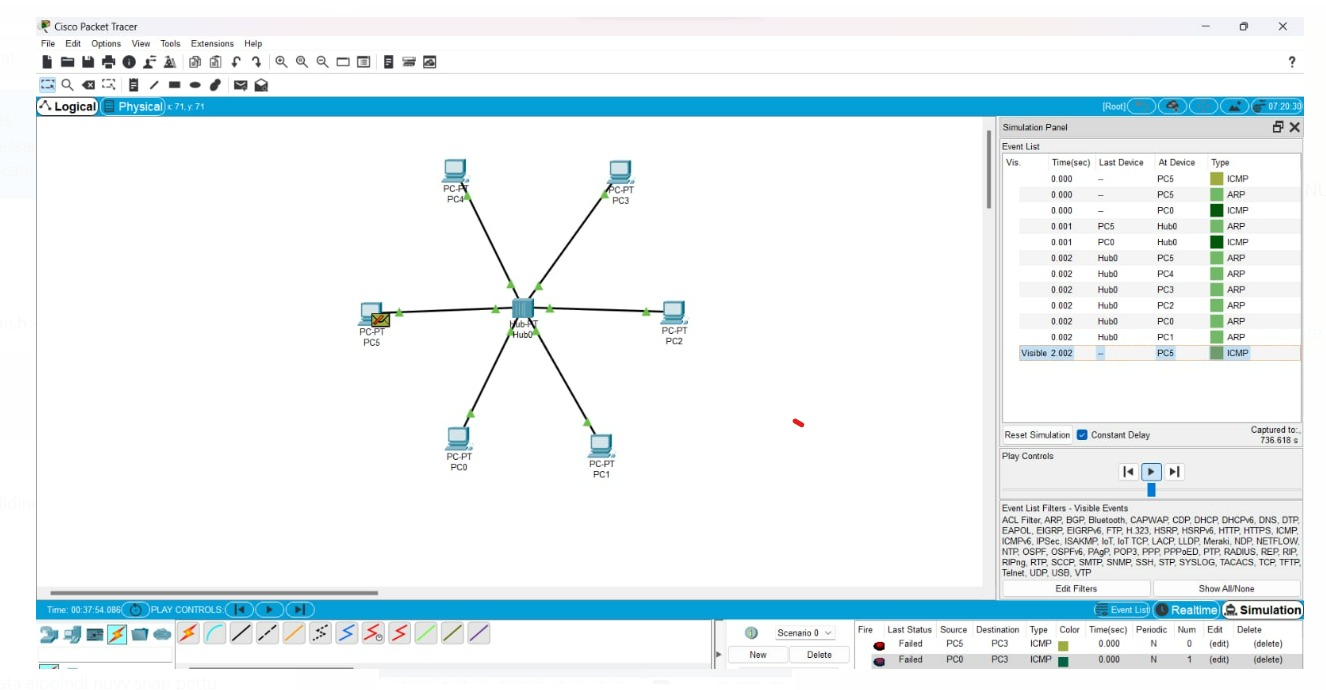 Cisco Packet Tracer
File Edit Options View Tools Extensions Help
?
Logical Physical x: 71, y: 71 [Root] 07:20:30
Simulation Panel
Event List
Vis. Time(sec) Last Device At Device Type
0.000 -- PC5 ICMP
0.000 -- PC5 ARP
0.000 -- PC0 ICMP
0.001 PC5 Hub0 ARP
0.001 PC0 Hub0 ICMP
0.002 Hub0 PC5 ARP
0.002 Hub0 PC4 ARP
0.002 Hub0 PC3 ARP
0.002 Hub0 PC2 ARP
0.002 Hub0 PC0 ARP
0.002 Hub0 PC1 ARP
Visible 2.002 -- PC5 ICMP
PC-PT
PC4
PC-PT
PC3
PC-PT
PC5
Hub-PT
Hub0
PC-PT
PC2
PC-PT
PC0
PC-PT
PC1
Reset Simulation Constant Delay Captured to:
736.618 s
Play Controls
Event List Filters - Visible Events
ACL Filter, ARP, BGP, Bluetooth, CAPWAP, CDP, DHCP, DHCPv6, DNS, DTP,
EAPOL, EIGRP, EIGRPv6, FTP, H.323, HSRP, HSRPv6, HTTP, HTTPS, ICMP,
ICMPv6, IPSec, ISAKMP, IoT, IoT TCP, LACP, LLDP, Meraki, NDP, NETFLOW,
NTP, OSPF, OSPFv6, PAgP, POP3, PPP, PPPoED, PTP, RADIUS, REP, RIP,
RIPng, RTP, SCCP, SMTP, SNMP, SSH, STP, SYSLOG, TACACS, TCP, TFTP,
Telnet, UDP, USB, VTP
Edit Filters Show All/None
Time: 00:37:54.086 PLAY CONTROLS: Event List Realtime Simulation
Scenario 0
New Delete
Fire Last Status Source Destination Type Color Time(sec) Periodic Num Edit Delete
Failed PC5 PC3 ICMP 0.000 N 0 (edit) (delete)
Failed PC0 PC3 ICMP 0.000 N 1 (edit) (delete)